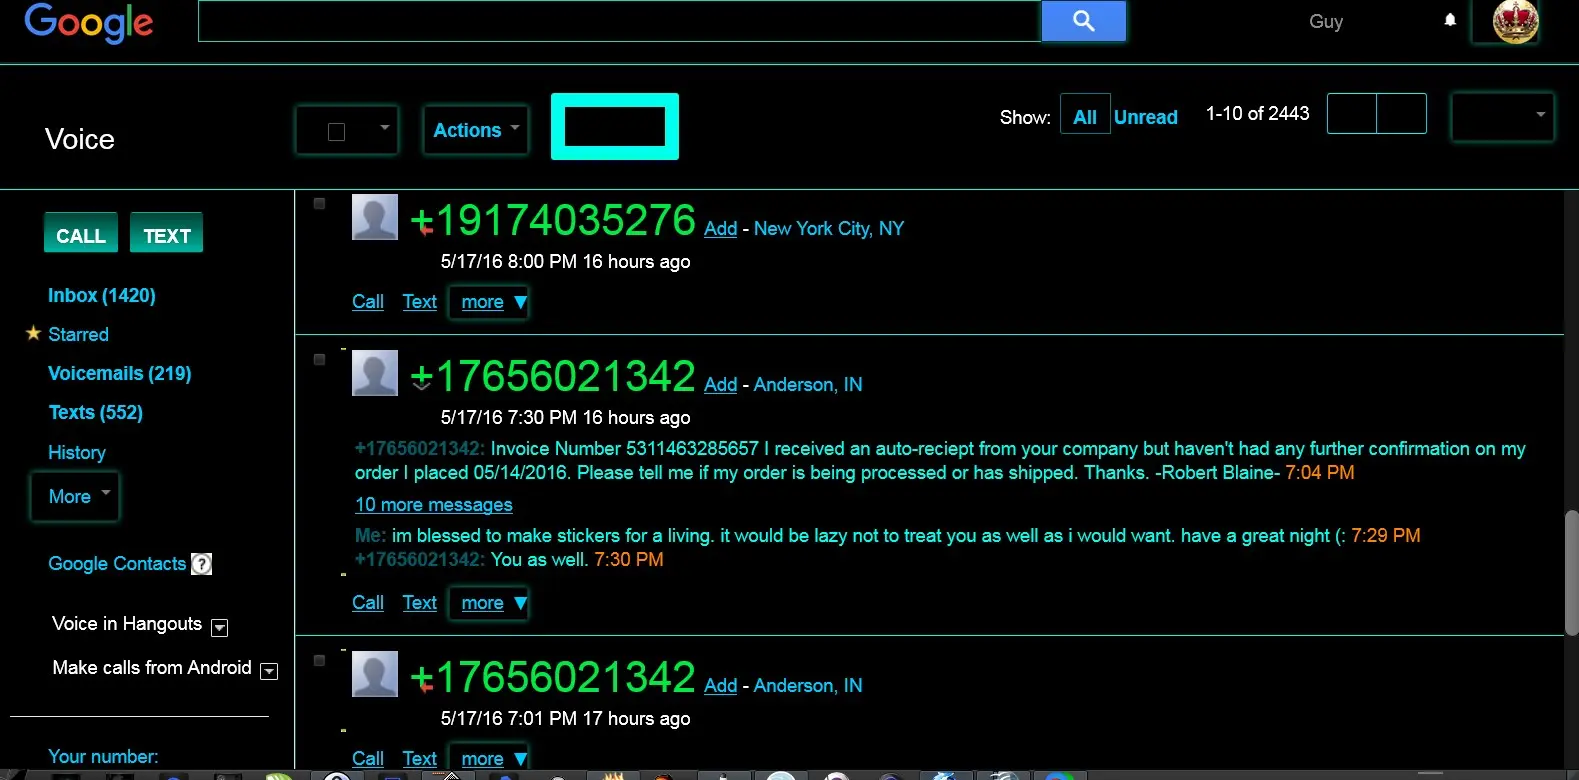 Google
Guy
Voice
Actions
Show: All Unread 1-10 of 2443
CALL TEXT
Inbox (1420)
Starred
Voicemails (219)
Texts (552)
History
More
Google Contacts ?
Voice in Hangouts
Make calls from Android
Your number:
+19174035276 Add - New York City, NY
5/17/16 8:00 PM 16 hours ago
Call Text more ▼
+17656021342 Add - Anderson, IN
5/17/16 7:30 PM 16 hours ago
+17656021342: Invoice Number 5311463285657 I received an auto-reciept from your company but haven't had any further confirmation on my
order I placed 05/14/2016. Please tell me if my order is being processed or has shipped. Thanks. -Robert Blaine- 7:04 PM
10 more messages
Me: im blessed to make stickers for a living. it would be lazy not to treat you as well as i would want. have a great night (: 7:29 PM
+17656021342: You as well. 7:30 PM
Call Text more ▼
+17656021342 Add - Anderson, IN
5/17/16 7:01 PM 17 hours ago
Call Text more ▼